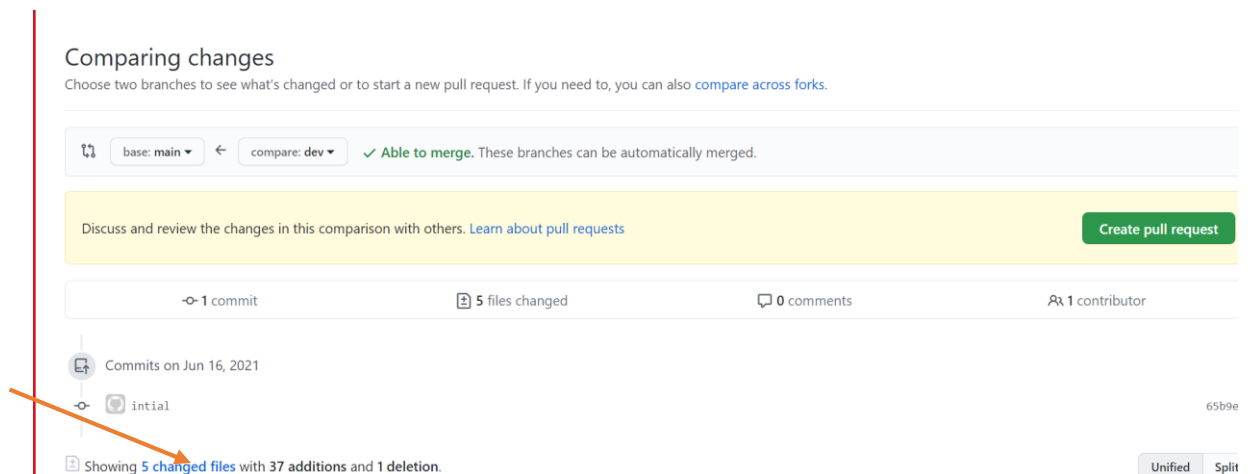 Comparing changes
Choose two branches to see what's changed or to start a new pull request. If you need to, you can also compare across forks.
base: main ← compare: dev ✓ Able to merge. These branches can be automatically merged.
Discuss and review the changes in this comparison with others. Learn about pull requests Create pull request
1 commit 5 files changed 0 comments 1 contributor
Commits on Jun 16, 2021
intial 65b9e
Showing 5 changed files with 37 additions and 1 deletion. Unified Split